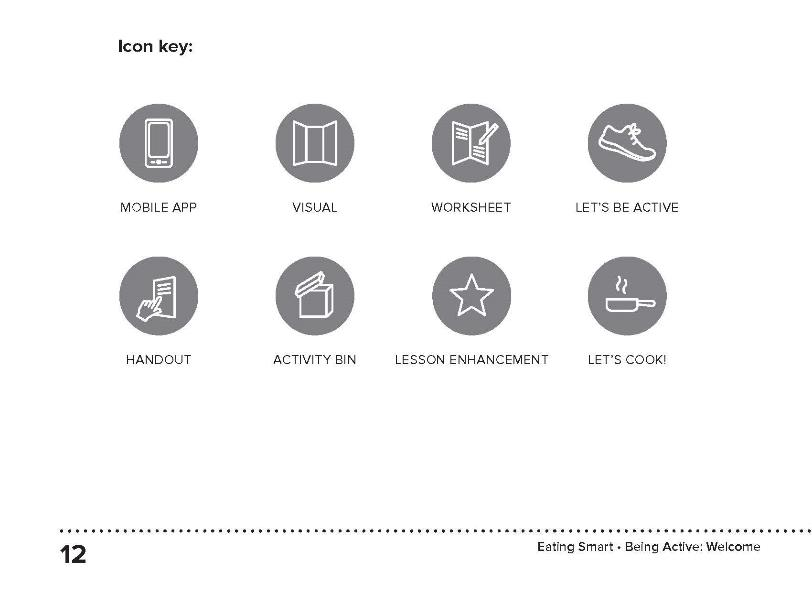 Icon key:
MOBILE APP
VISUAL
WORKSHEET
LET'S BE ACTIVE
HANDOUT
ACTIVITY BIN
LESSON ENHANCEMENT
LET'S COOK!
12
Eating Smart • Being Active: Welcome